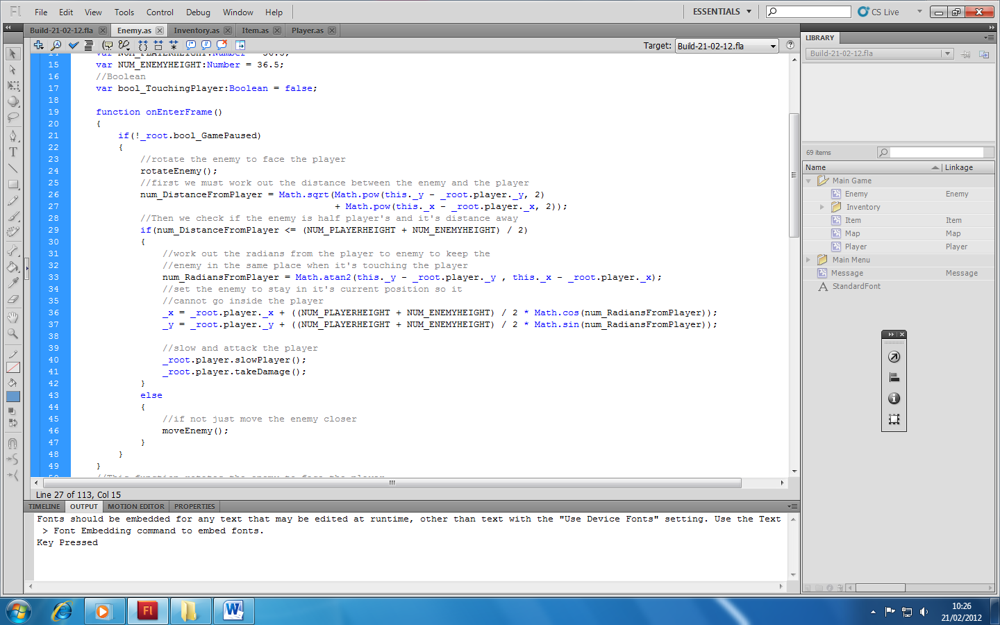 Fl File Edit View Tools Control Debug Window Help ESSENTIALS CS Live
Build-21-02-12.fla Enemy.as Inventory.as Item.as Player.as
Target: Build-21-02-12.fla
14 var NUM_PLAYERHEIGHT:Number = 36.5;
15 var NUM_ENEMYHEIGHT:Number = 36.5;
16 //Boolean
17 var bool_TouchingPlayer:Boolean = false;
18
19 function onEnterFrame()
20 {
21 if(!_root.bool_GamePaused)
22 {
23 //rotate the enemy to face the player
24 rotateEnemy();
25 //first we must work out the distance between the enemy and the player
26 num_DistanceFromPlayer = Math.sqrt(Math.pow(this._y - _root.player._y, 2)
27 + Math.pow(this._x - _root.player._x, 2));
28 //Then we check if the enemy is half player's and it's distance away
29 if(num_DistanceFromPlayer <= (NUM_PLAYERHEIGHT + NUM_ENEMYHEIGHT) / 2)
30 {
31 //work out the radians from the player to enemy to keep the
32 //enemy in the same place when it's touching the player
33 num_RadiansFromPlayer = Math.atan2(this._y - _root.player._y , this._x - _root.player._x);
34 //set the enemy to stay in it's current position so it
35 //cannot go inside the player
36 _x = _root.player._x + ((NUM_PLAYERHEIGHT + NUM_ENEMYHEIGHT) / 2 * Math.cos(num_RadiansFromPlayer));
37 _y = _root.player._y + ((NUM_PLAYERHEIGHT + NUM_ENEMYHEIGHT) / 2 * Math.sin(num_RadiansFromPlayer));
38
39 //slow and attack the player
40 _root.player.slowPlayer();
41 _root.player.takeDamage();
42 }
43 else
44 {
45 //if not just move the enemy closer
46 moveEnemy();
47 }
48 }
49 }
50 //This function rotates the enemy to face the player
Line 27 of 113, Col 15
TIMELINE OUTPUT MOTION EDITOR PROPERTIES
Fonts should be embedded for any text that may be edited at runtime, other than text with the "Use Device Fonts" setting. Use the Text
> Font Embedding command to embed fonts.
Key Pressed
LIBRARY
Build-21-02-12.fla
69 items
Name Linkage
Main Game
Enemy Enemy
Inventory
Item Item
Map Map
Player Player
Main Menu
Message Message
StandardFont
10:26
21/02/2012